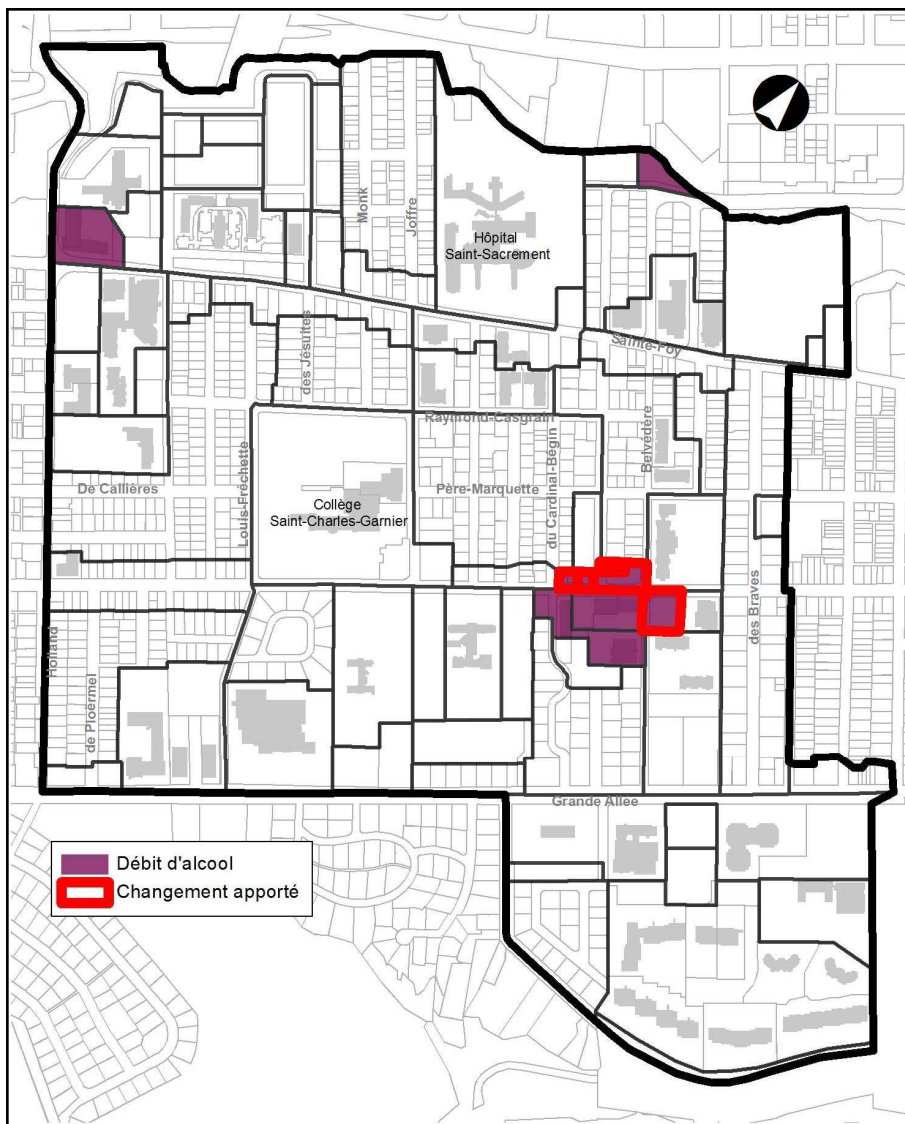 Monk
Joffre
Hôpital
Saint-Sacrement
Sainte-Foy
des Jésuites
Raymond-Casgrain
Belvédère
De Callières
Louis-Fréchette
Père-Marquette
du Cardinal-Bégin
Collège
Saint-Charles-Garnier
des Braves
Holland
de Ploërmel
Grande Allée
Débit d'alcool
Changement apporté